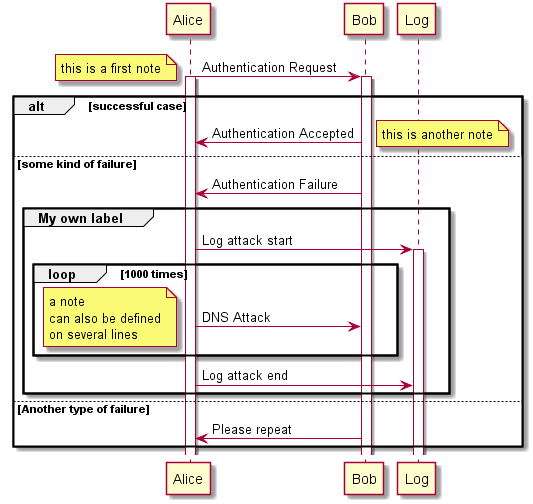 Alice Bob Log
this is a first note
Authentication Request
alt [successful case]
Authentication Accepted
this is another note
[some kind of failure]
Authentication Failure
My own label
Log attack start
loop [1000 times]
a note
can also be defined
on several lines
DNS Attack
Log attack end
[Another type of failure]
Please repeat
Alice Bob Log